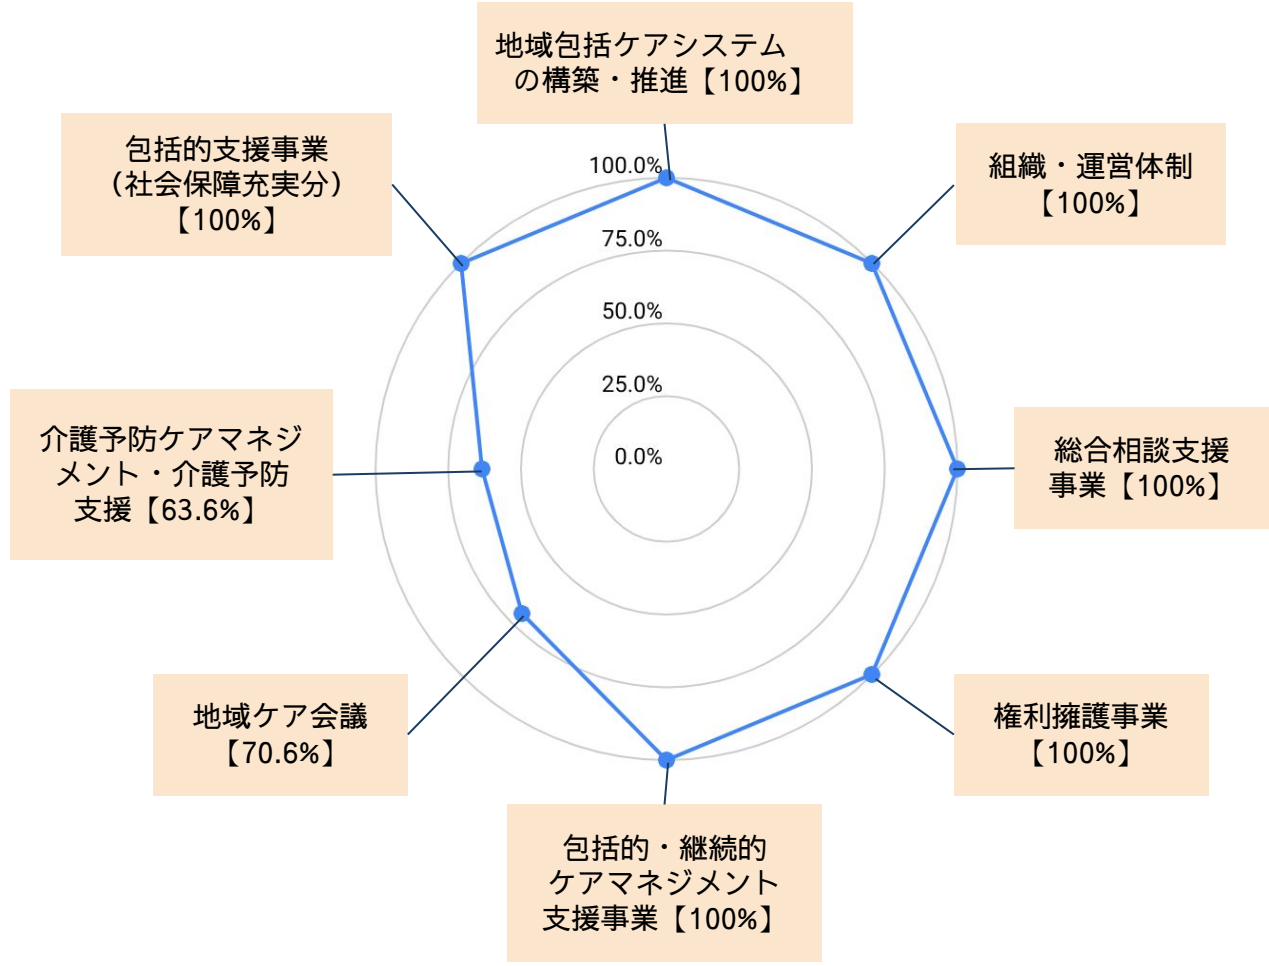 地域包括ケアシステム
の構築・推進【100%】
包括的支援事業
(社会保障充実分)
【100%】
組織・運営体制
【100%】
100.0%
75.0%
50.0%
25.0%
0.0%
介護予防ケアマネジ
メント・介護予防
支援【63.6%】
総合相談支援
事業【100%】
地域ケア会議
【70.6%】
権利擁護事業
【100%】
包括的・継続的
ケアマネジメント
支援事業【100%】